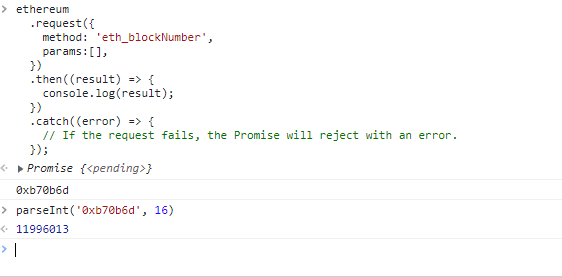 > ethereum
.request({
method: 'eth_blockNumber',
params:[],
})
.then((result) => {
console.log(result);
})
.catch((error) => {
// If the request fails, the Promise will reject with an error.
});
Promise {<pending>}
0xb70b6d
> parseInt('0xb70b6d', 16)
11996013
>